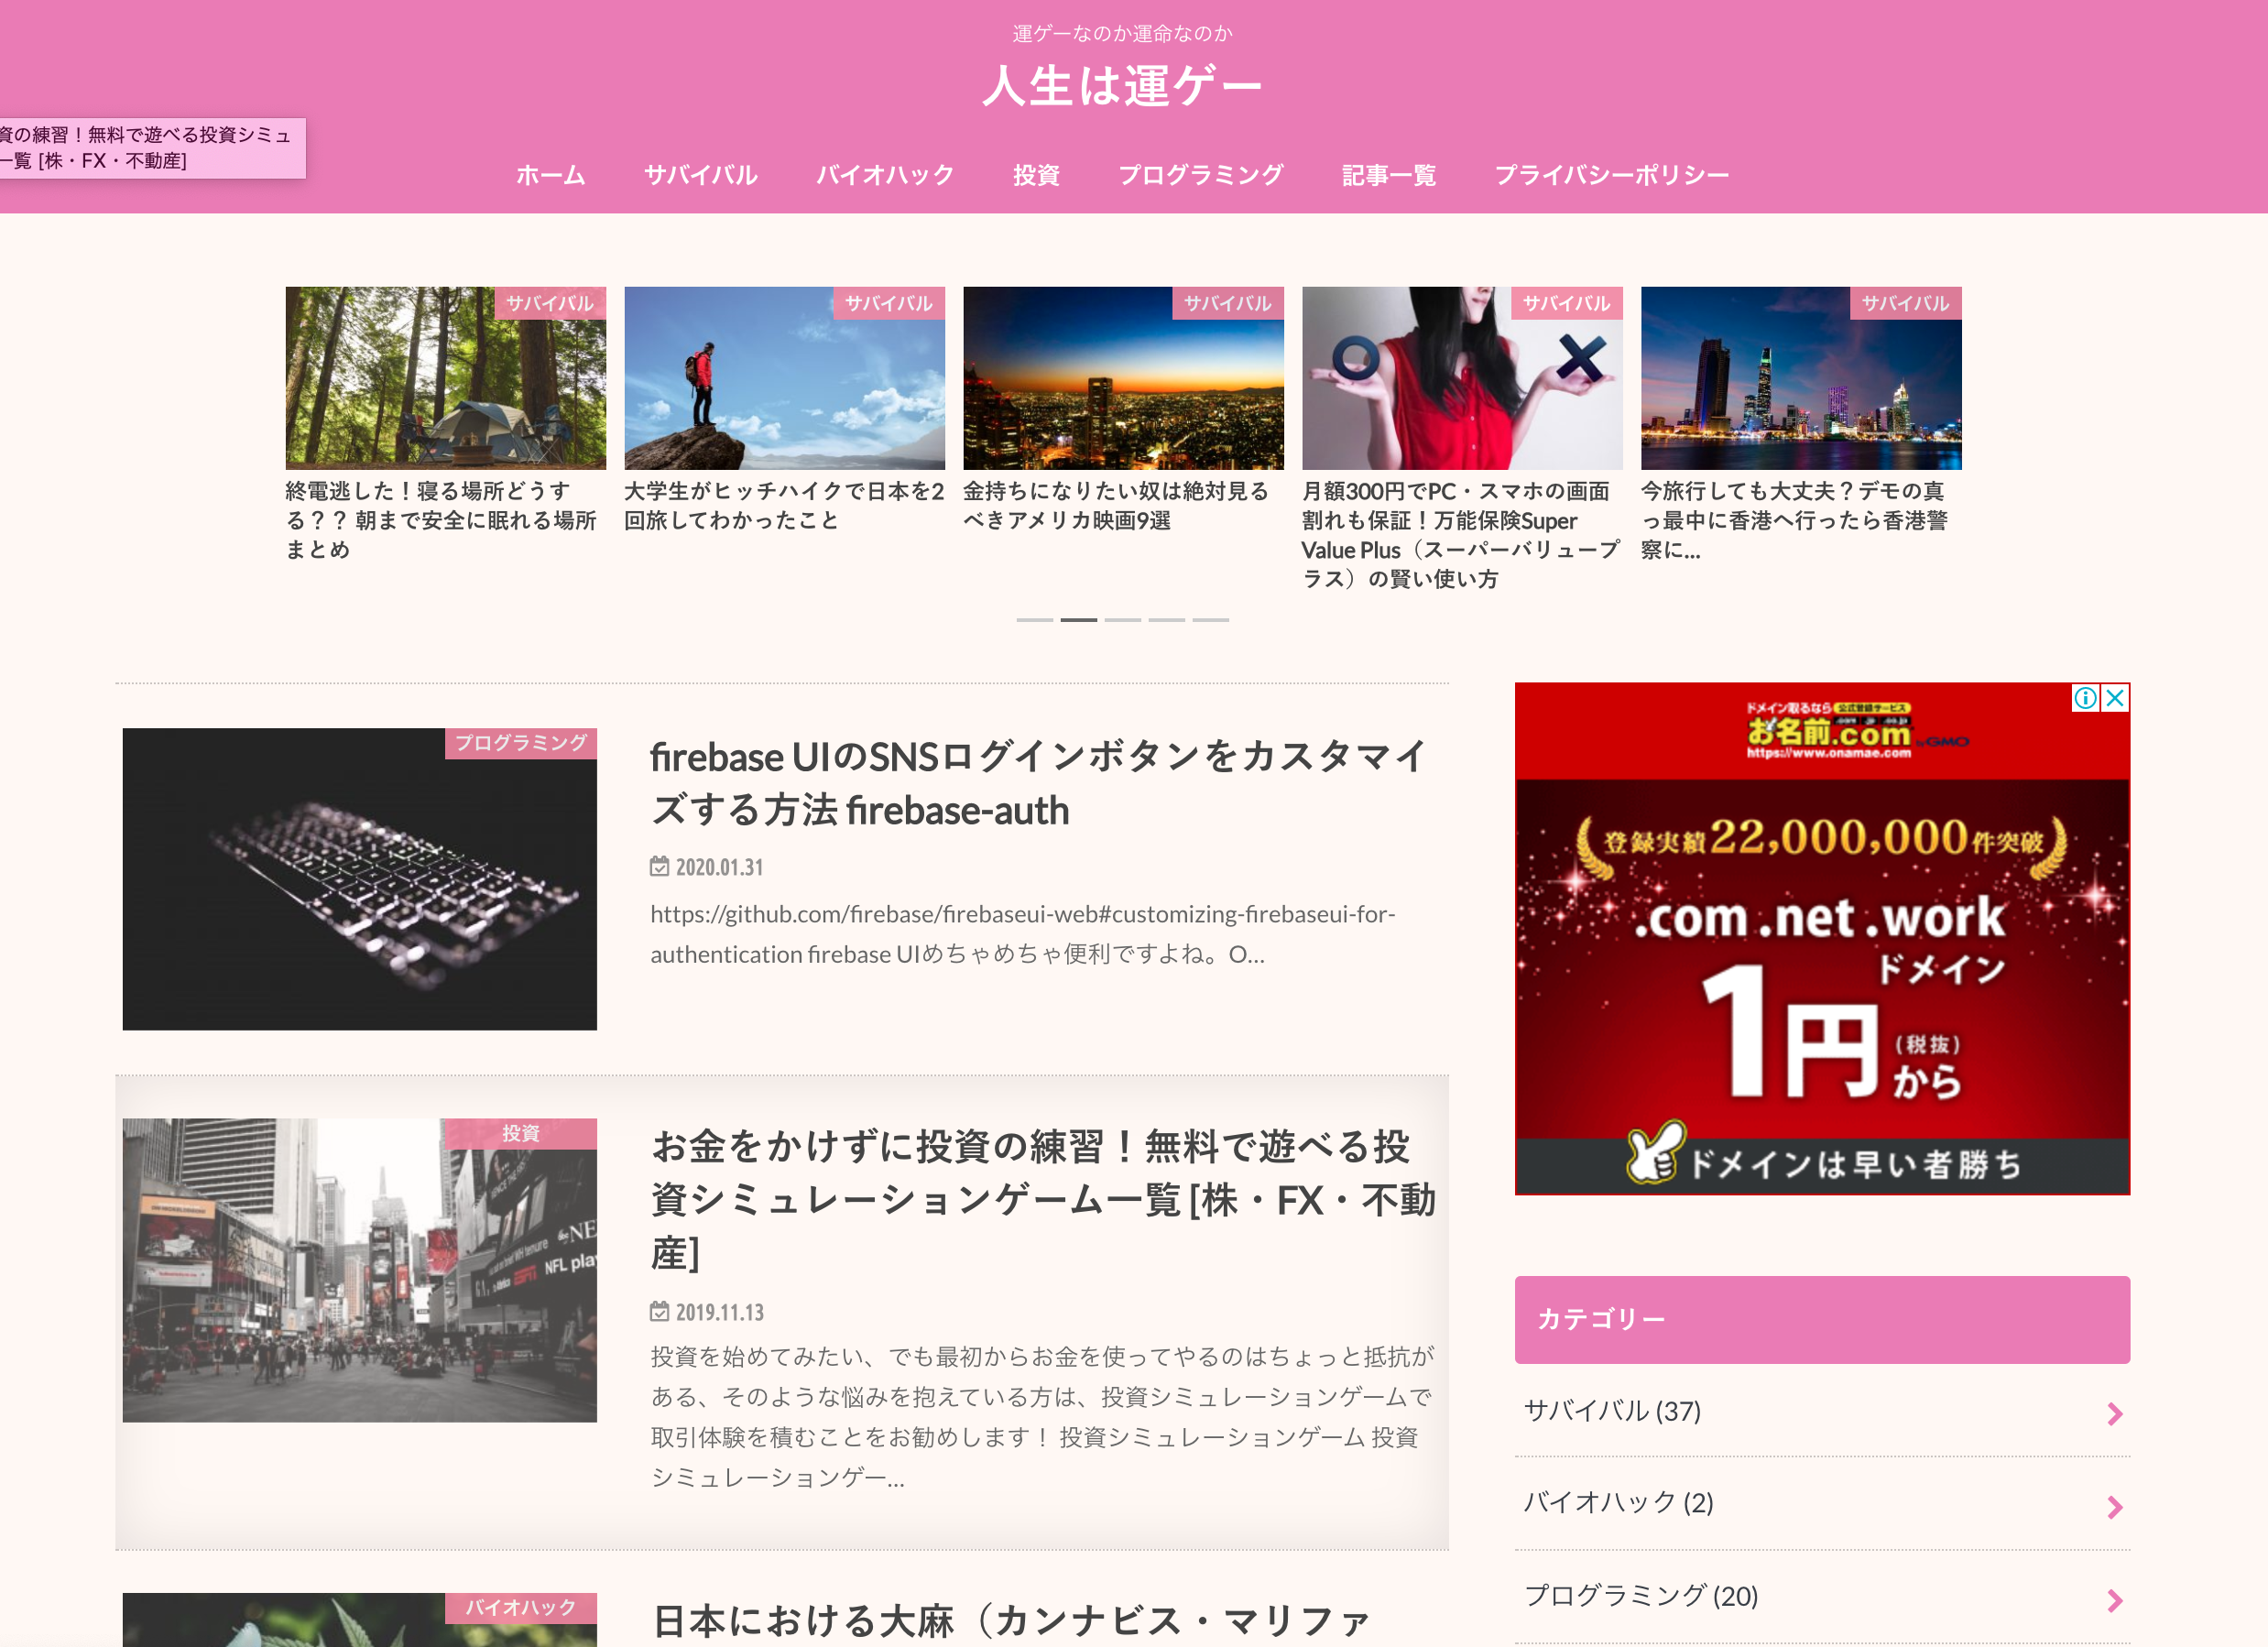 運ゲーなのか運命なのか
人生は運ゲー
資の練習！無料で遊べる投資シミュ
一覧 [株・FX・不動産]
ホーム サバイバル バイオハック 投資 プログラミング 記事一覧 プライバシーポリシー
サバイバル
終電逃した！寝る場所どうす
る？？ 朝まで安全に眠れる場所
まとめ
サバイバル
大学生がヒッチハイクで日本を2
回旅してわかったこと
サバイバル
金持ちになりたい奴は絶対見る
べきアメリカ映画9選
サバイバル
月額300円でPC・スマホの画面
割れも保証！万能保険Super
Value Plus（スーパーバリュープ
ラス）の賢い使い方
サバイバル
今旅行しても大丈夫？デモの真
っ最中に香港へ行ったら香港警
察に...
プログラミング
firebase UIのSNSログインボタンをカスタマイ
ズする方法 firebase-auth
2020.01.31
https://github.com/firebase/firebaseui-web#customizing-firebaseui-for-
authentication firebase UIめちゃめちゃ便利ですよね。O...
投資
NFL pla
お金をかけずに投資の練習！無料で遊べる投
資シミュレーションゲーム一覧 [株・FX・不動
産]
2019.11.13
投資を始めてみたい、でも最初からお金を使ってやるのはちょっと抵抗が
ある、そのような悩みを抱えている方は、投資シミュレーションゲームで
取引体験を積むことをお勧めします！ 投資シミュレーションゲーム 投資
シミュレーションゲー...
バイオハック
日本における大麻（カンナビス・マリファ
ドメイン取るなら 公式登録サービス
お名前.com by GMO
https://www.onamae.com
登録実績22,000,000件突破
.com .net .work
ドメイン
1円(税抜)から
ドメインは早い者勝ち
カテゴリー
サバイバル (37)
バイオハック (2)
プログラミング (20)